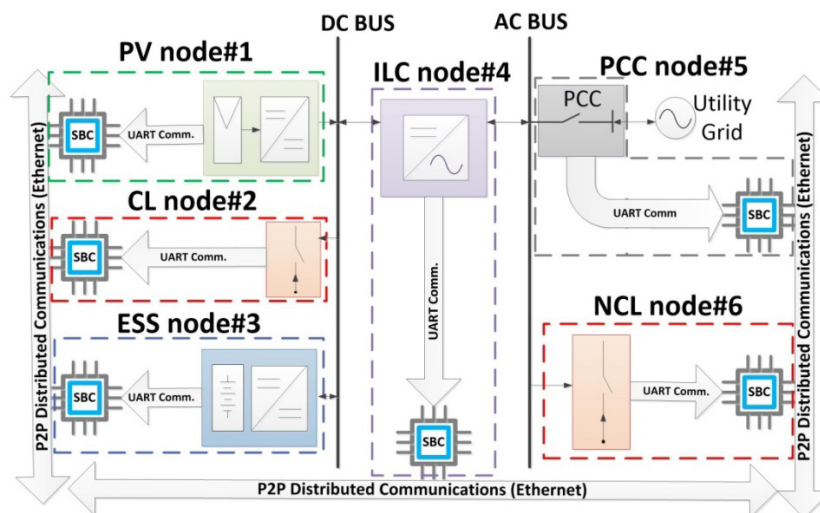 DC BUS
AC BUS
PV node#1
ILC node#4
PCC node#5
SBC
UART Comm.
PCC
Utility
Grid
CL node#2
SBC
UART Comm.
UART Comm
SBC
ESS node#3
SBC
UART Comm.
UART Comm.
SBC
NCL node#6
UART Comm.
SBC
P2P Distributed Communications (Ethernet)
P2P Distributed Communications (Ethernet)
P2P Distributed Communications (Ethernet)